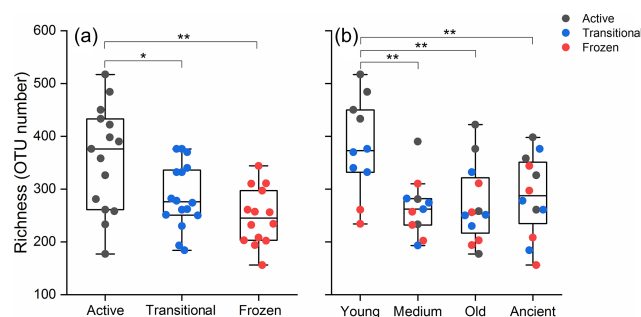 (a)
(b)
Active
Transitional
Frozen
Richness (OTU number)
600
500
400
300
200
100
*
**
**
**
**
Active
Transitional
Frozen
Young
Medium
Old
Ancient